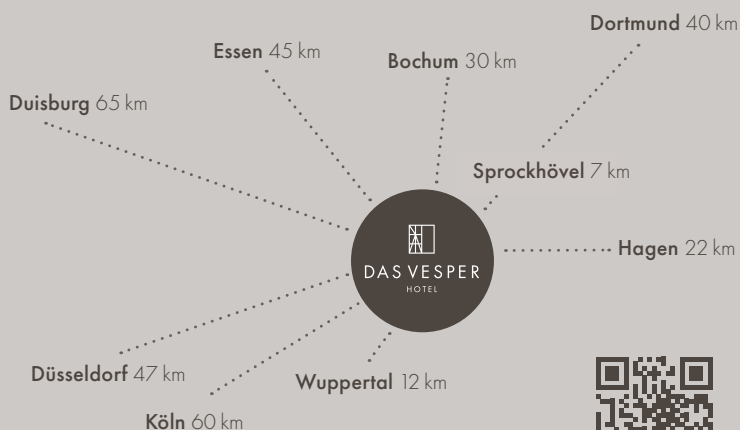 Dortmund 40 km
Essen 45 km
Bochum 30 km
Duisburg 65 km
Sprockhövel 7 km
Hagen 22 km
DAS VESPER
HOTEL
Düsseldorf 47 km
Wuppertal 12 km
Köln 60 km